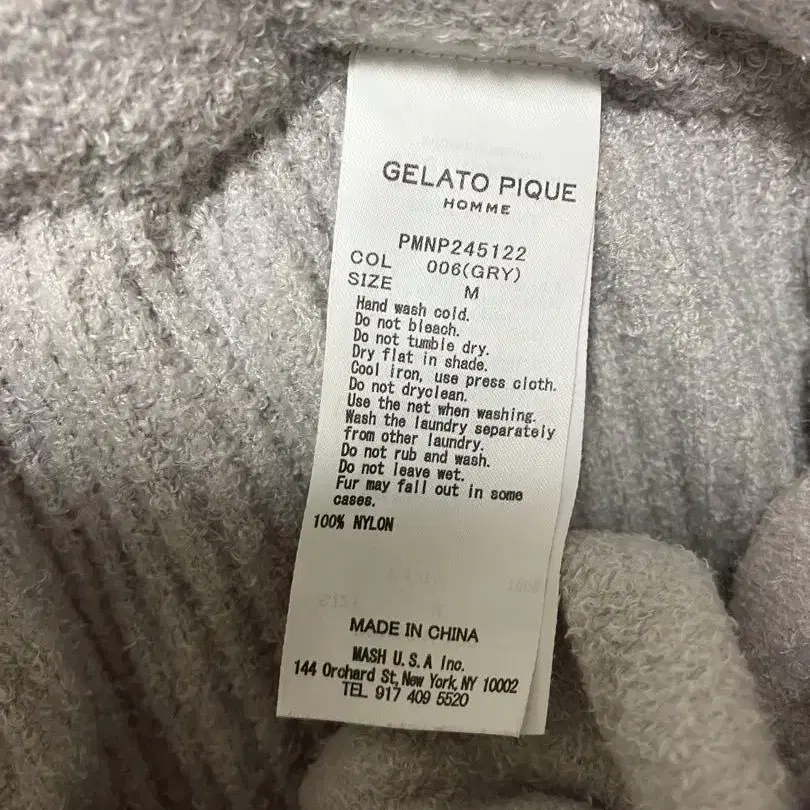 GELATO PIQUE
HOMME
PMNP245122
COL 006(GRY)
SIZE M
Hand wash cold.
Do not bleach.
Do not tumble dry.
Dry flat in shade.
Cool iron, use press cloth.
Do not dryclean.
Use the net when washing.
Wash the laundry separately
from other laundry.
Do not rub and wash.
Do not leave wet.
Fur may fall out in some
cases.
100% NYLON
MADE IN CHINA
MASH U.S.A Inc.
144 Orchard St, New York, NY 10002
TEL 917 409 5520